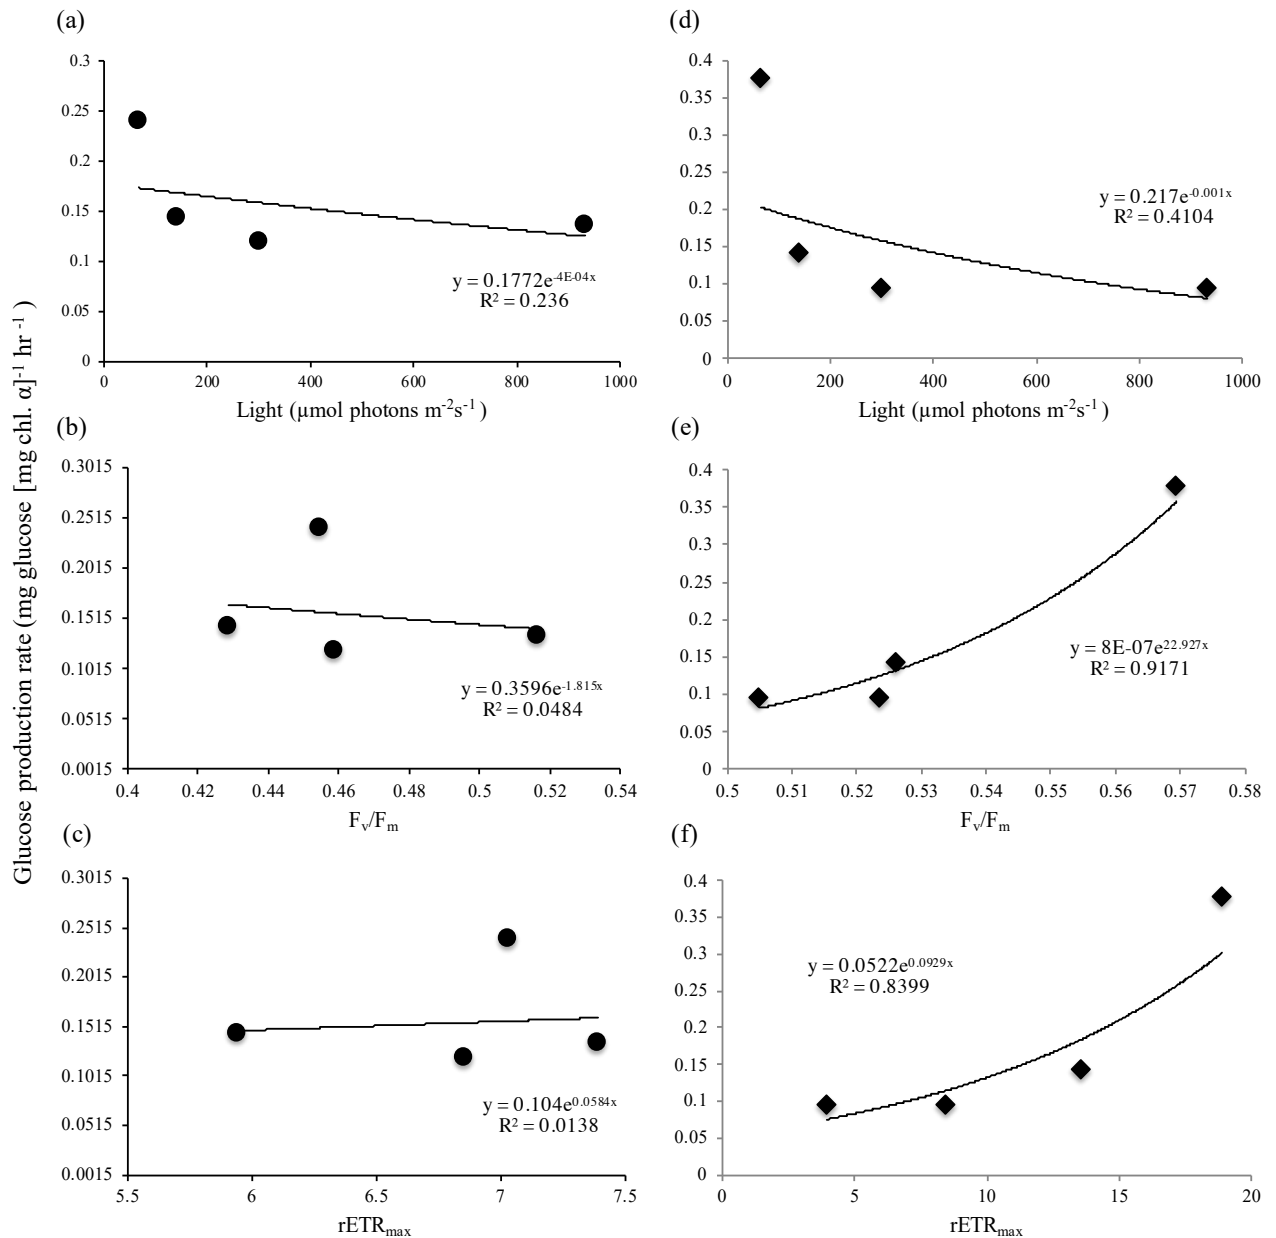 Glucose production rate (mg glucose [mg chl. α]-1 hr -1 )
(a)
0.3
0.25
0.2
0.15
0.1
0.05
0
y = 0.1772e-4E-04x
R² = 0.236
0 200 400 600 800 1000
Light (µmol photons m-2s-1 )
(b)
0.3015
0.2515
0.2015
0.1515
0.1015
0.0515
0.0015
y = 0.3596e-1.815x
R² = 0.0484
0.4 0.42 0.44 0.46 0.48 0.5 0.52 0.54
Fv/Fm
(c)
0.3015
0.2515
0.2015
0.1515
0.1015
0.0515
0.0015
y = 0.104e0.0584x
R² = 0.0138
5.5 6 6.5 7 7.5
rETRmax
(d)
0.4
0.35
0.3
0.25
0.2
0.15
0.1
0.05
0
y = 0.217e-0.001x
R² = 0.4104
0 200 400 600 800 1000
Light (µmol photons m-2s-1 )
(e)
0.4
0.35
0.3
0.25
0.2
0.15
0.1
0.05
0
y = 8E-07e22.927x
R² = 0.9171
0.5 0.51 0.52 0.53 0.54 0.55 0.56 0.57 0.58
Fv/Fm
(f)
0.4
0.35
0.3
0.25
0.2
0.15
0.1
0.05
0
y = 0.0522e0.0929x
R² = 0.8399
0 5 10 15 20
rETRmax